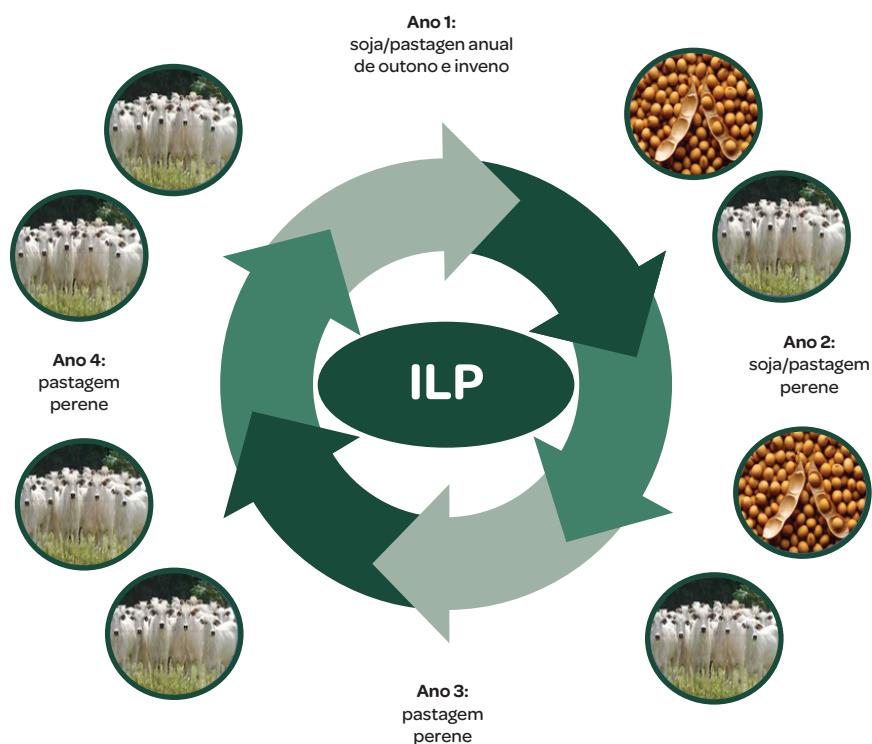 Ano 1:
soja/pastagen anual
de outono e inveno
Ano 2:
soja/pastagem
perene
Ano 3:
pastagem
perene
Ano 4:
pastagem
perene
ILP